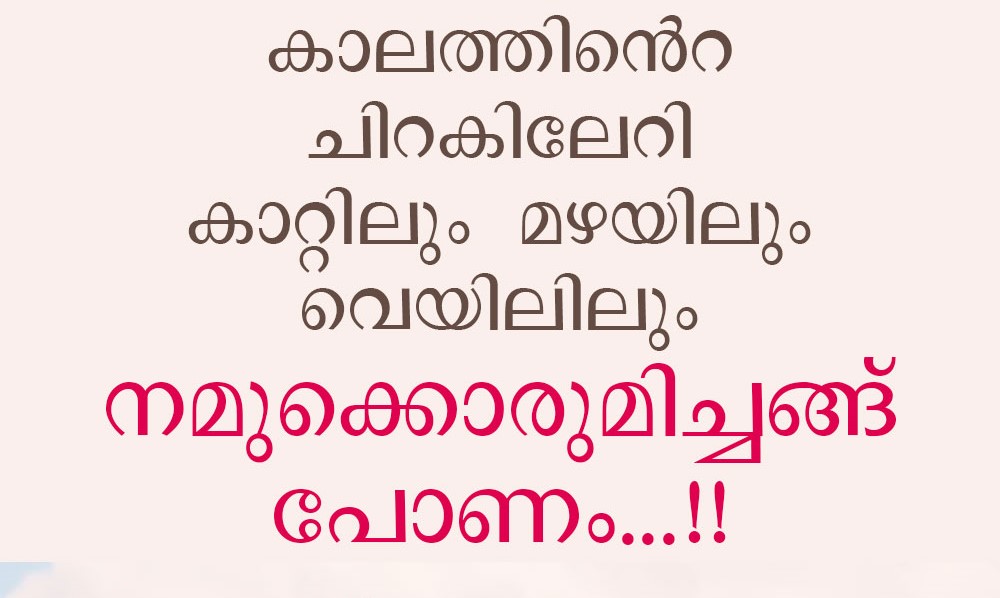 കാലത്തിൻെറ
ചിറകിലേറി
കാറ്റിലും മഴയിലും
വെയിലിലും
നമുക്കൊരുമിച്ചങ്ങ്
പോണം...!!